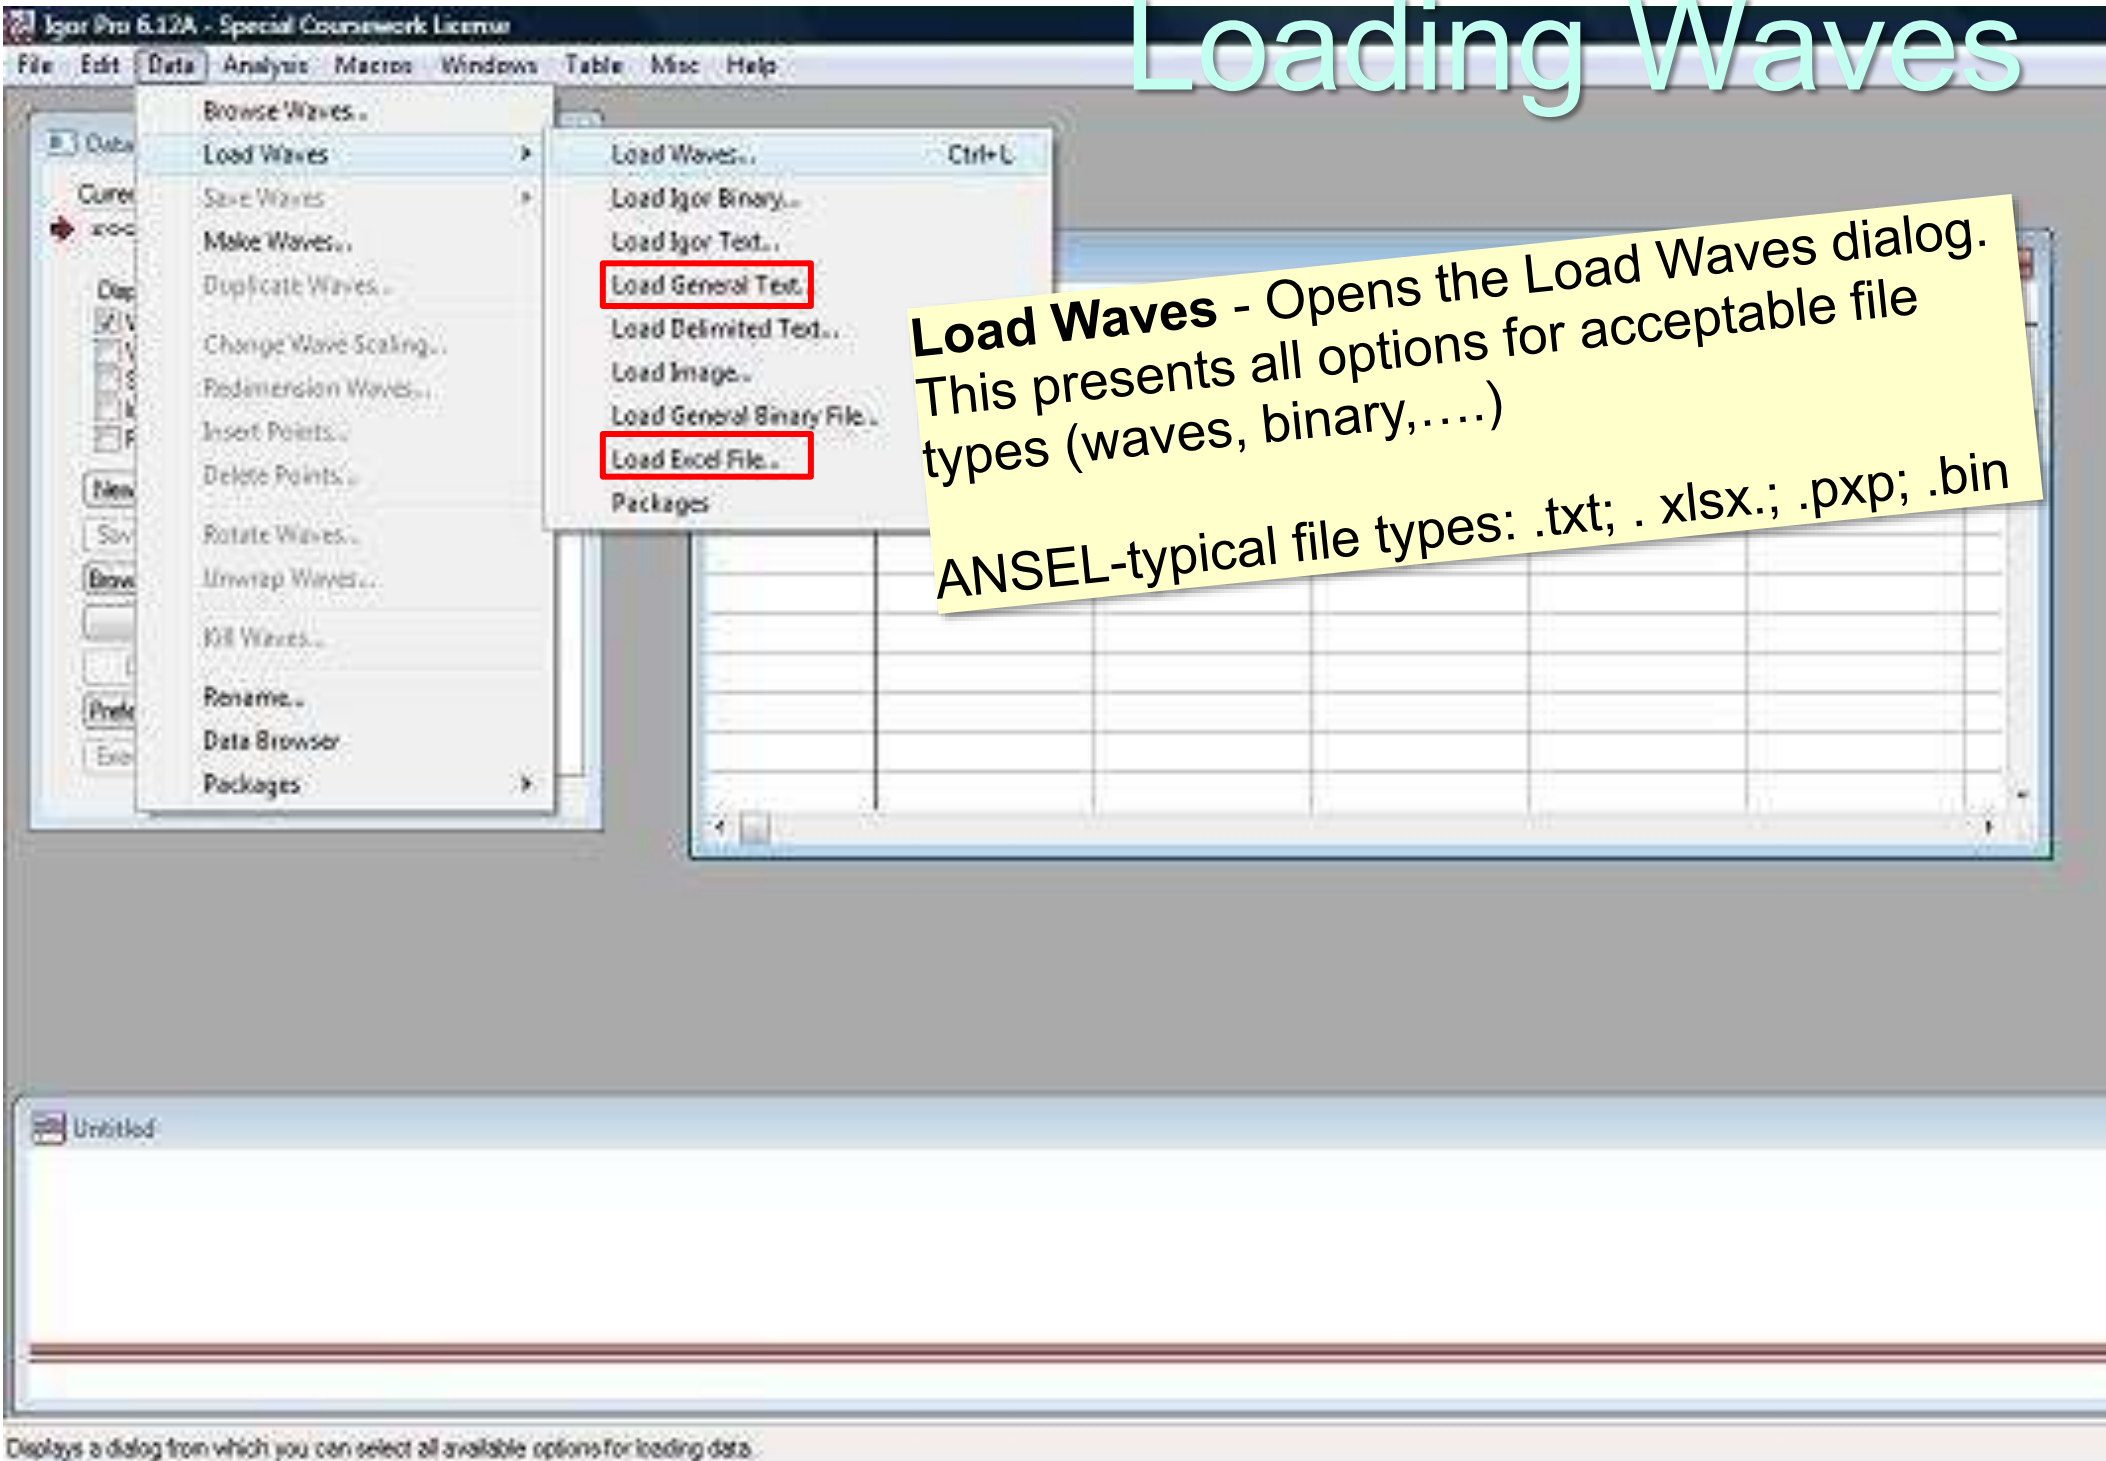 Loading Waves
Igor Pro 6.12A - Special Coursework License
File Edit Data Analysis Macros Windows Table Misc Help
Browse Waves...
Load Waves
Save Waves
Make Waves...
Duplicate Waves...
Change Wave Scaling...
Redimension Waves...
Insert Points...
Delete Points...
Rotate Waves...
Unwrap Waves...
Kill Waves...
Rename...
Data Browser
Packages
Load Waves... Ctrl+L
Load Igor Binary...
Load Igor Text...
Load General Text...
Load Delimited Text...
Load Image...
Load General Binary File...
Load Excel File...
Packages
Data
New
Load Waves - Opens the Load Waves dialog.
This presents all options for acceptable file
types (waves, binary,....)
ANSEL-typical file types: .txt; . xlsx.; .pxp; .bin
Untitled
Displays a dialog from which you can select all available options for loading data.